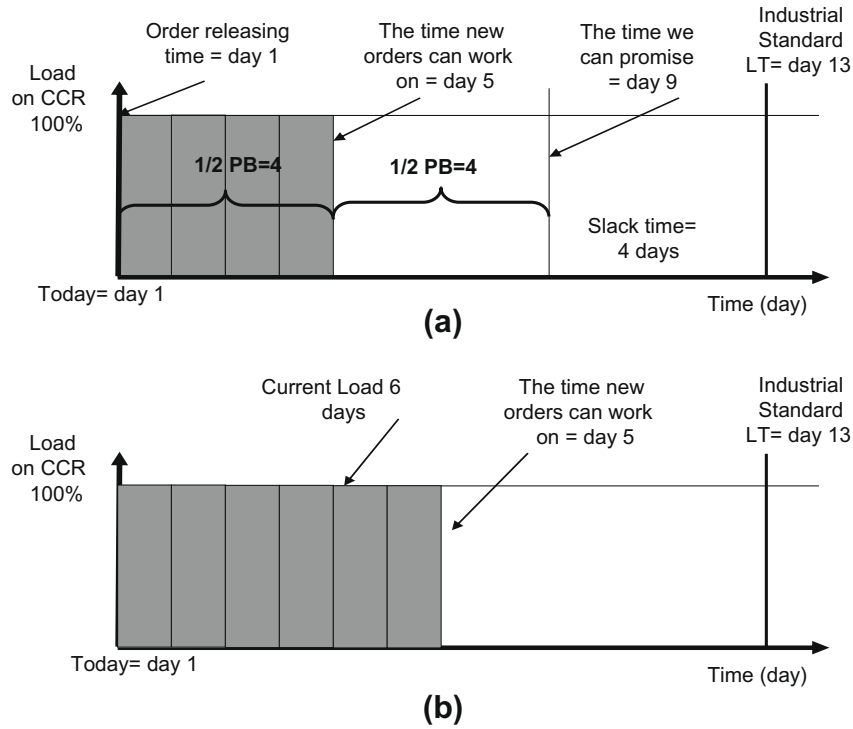 Order releasing
time = day 1
The time new
orders can work
on = day 5
The time we
can promise
= day 9
Industrial
Standard
LT= day 13
Load
on CCR
100%
1/2 PB=4
1/2 PB=4
Slack time=
4 days
Today= day 1
Time (day)
(a)
Current Load 6
days
The time new
orders can work
on = day 5
Industrial
Standard
LT= day 13
Load
on CCR
100%
Today= day 1
Time (day)
(b)